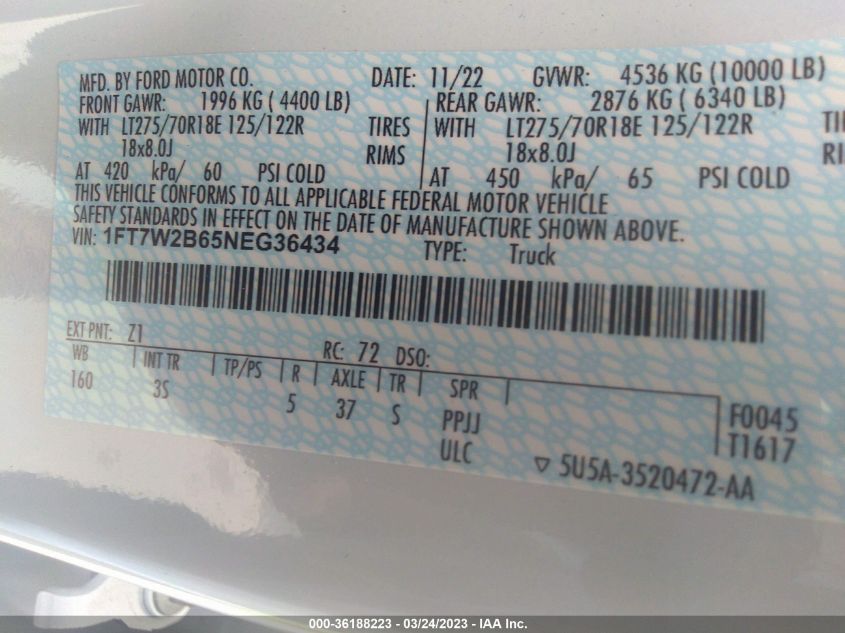 MFD. BY FORD MOTOR CO. DATE: 11/22 GVWR: 4536 KG (10000 LB)
FRONT GAWR: 1996 KG ( 4400 LB) REAR GAWR: 2876 KG ( 6340 LB)
WITH LT275/70R18E 125/122R TIRES WITH LT275/70R18E 125/122R
18x8.0J RIMS 18x8.0J
AT 420 kPa/ 60 PSI COLD AT 450 kPa/ 65 PSI COLD
THIS VEHICLE CONFORMS TO ALL APPLICABLE FEDERAL MOTOR VEHICLE
SAFETY STANDARDS IN EFFECT ON THE DATE OF MANUFACTURE SHOWN ABOVE.
VIN: 1FT7W2B65NEG36434 TYPE: Truck
EXT PNT: Z1 RC: 72 DSO:
WB INT TR TP/PS R AXLE TR SPR
160 3S 5 37 S PPJJ F0045
ULC T1617
▽ 5U5A-3520472-AA
000-36188223 - 03/24/2023 - IAA Inc.